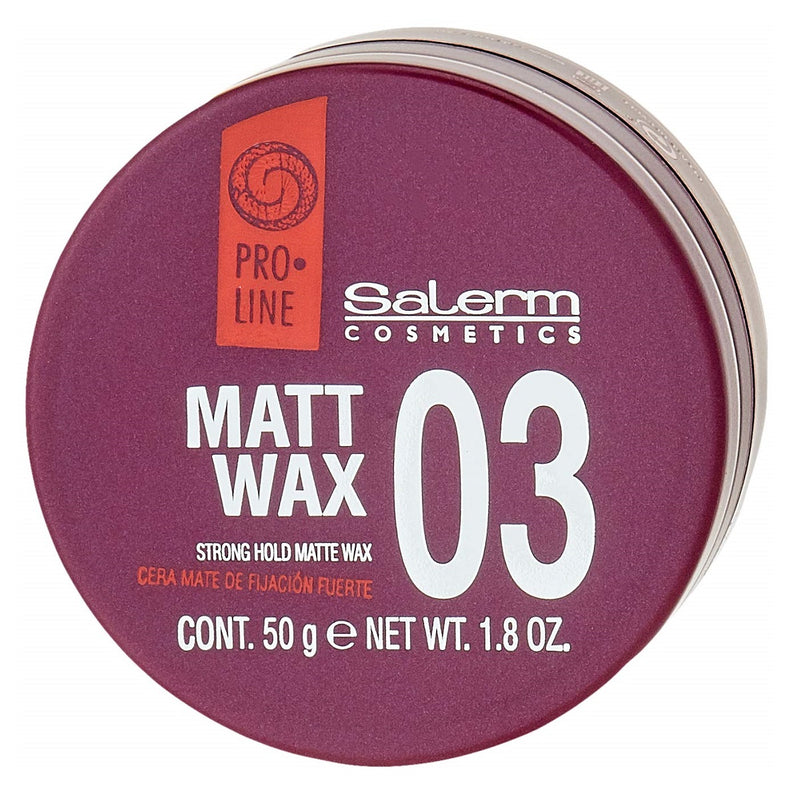 PRO•
LINE
Salerm
COSMETICS
MATT
WAX
03
STRONG HOLD MATTE WAX
CERA MATE DE FIJACIÓN FUERTE
CONT. 50 g ℮ NET WT. 1.8 OZ.